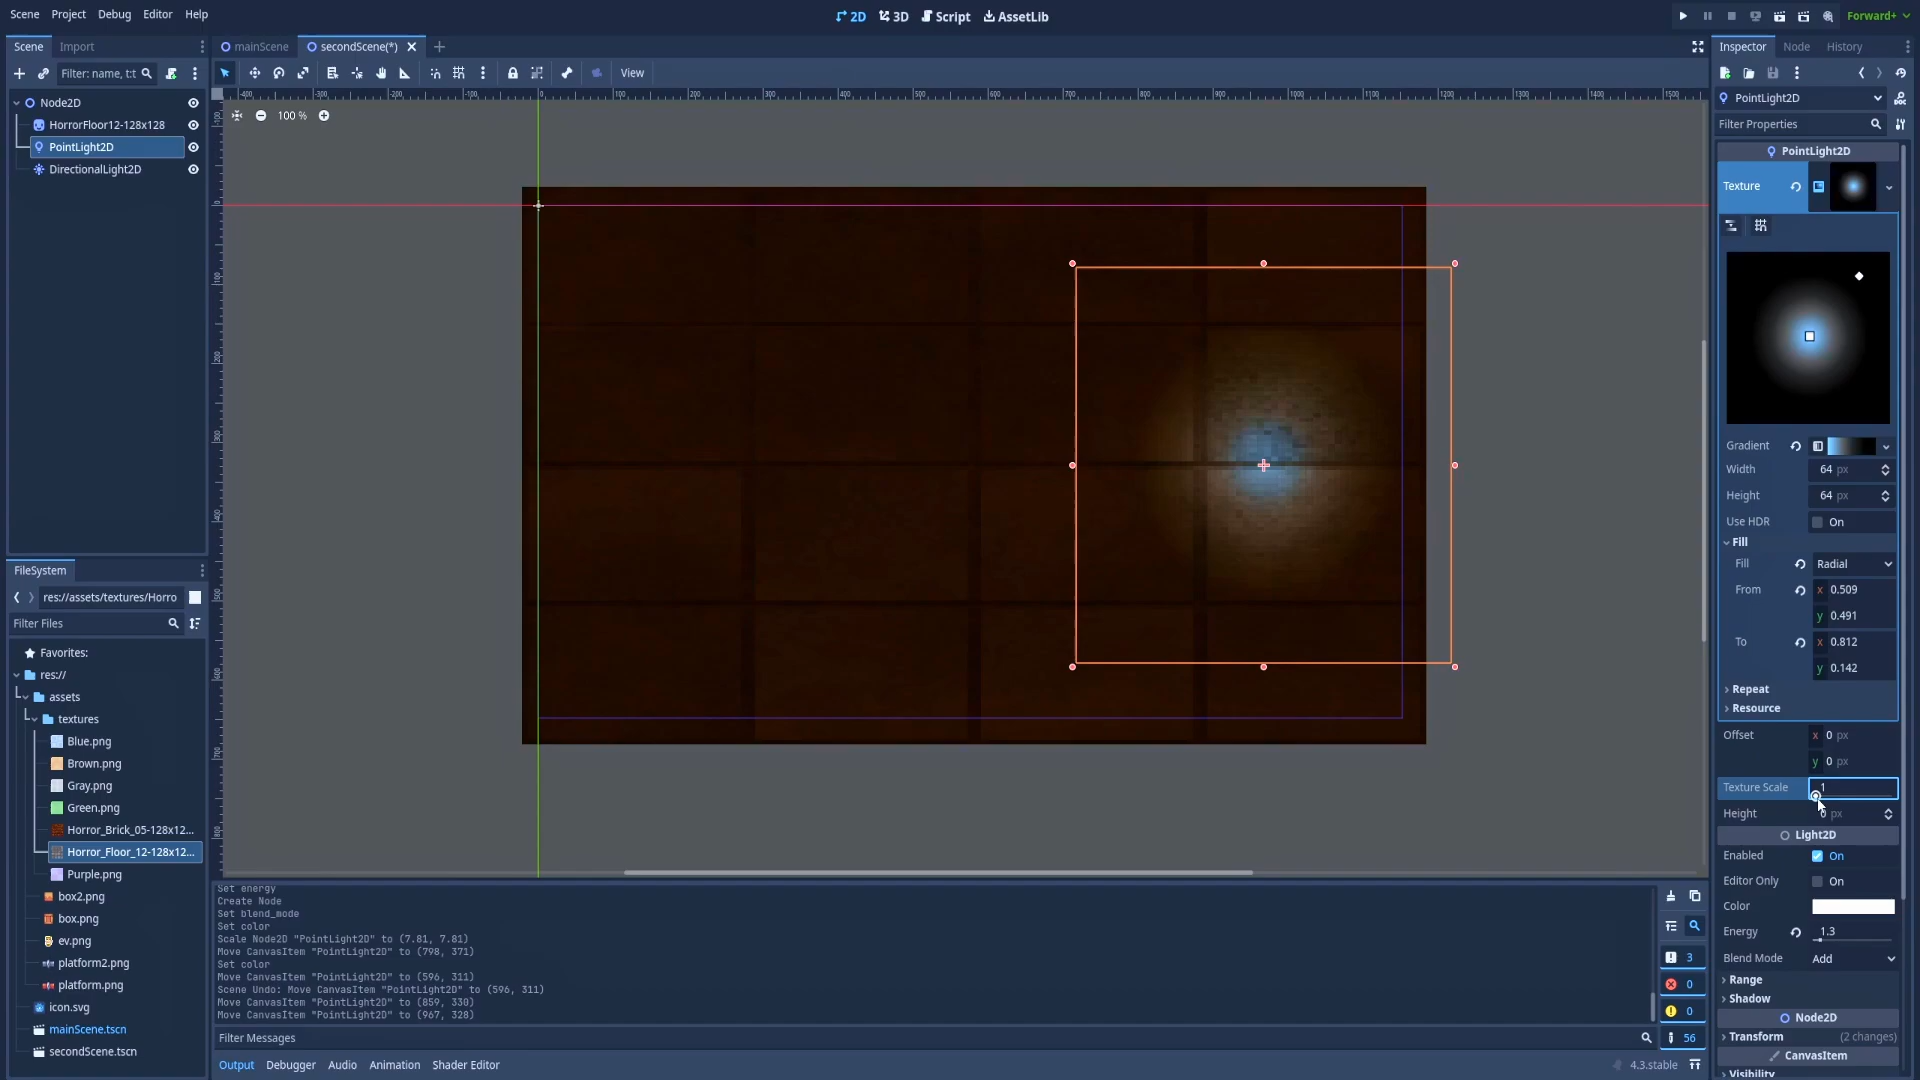 Scene Project Debug Editor Help
2D 3D Script AssetLib
Forward+
Scene Import
mainScene secondScene(*)
Inspector Node History
Filter: name, t:t
View
Node2D
HorrorFloor12-128x128
PointLight2D
DirectionalLight2D
100 %
PointLight2D
Filter Properties
PointLight2D
Texture
Gradient
Width 64 px
Height 64 px
Use HDR On
Fill
Fill Radial
From x 0.509
y 0.491
To x 0.812
y 0.142
Repeat
Resource
Offset x 0 px
y 0 px
Texture Scale 1
Height 0 px
Light2D
Enabled On
Editor Only On
Color
Energy 1.3
Blend Mode Add
Range
Shadow
Node2D
Transform (2 changes)
CanvasItem
Visibility
FileSystem
res://assets/textures/Horro
Filter Files
Favorites:
res://
assets
textures
Blue.png
Brown.png
Gray.png
Green.png
Horror_Brick_05-128x12...
Horror_Floor_12-128x12...
Purple.png
box2.png
box.png
ev.png
platform2.png
platform.png
icon.svg
mainScene.tscn
secondScene.tscn
Set energy
Create Node
Set blend_mode
Set color
Scale Node2D "PointLight2D" to (7.81, 7.81)
Move CanvasItem "PointLight2D" to (798, 371)
Set color
Move CanvasItem "PointLight2D" to (596, 311)
Scene Undo: Move CanvasItem "PointLight2D" to (596, 311)
Move CanvasItem "PointLight2D" to (859, 330)
Move CanvasItem "PointLight2D" to (967, 328)
3
0
0
56
Filter Messages
Output Debugger Audio Animation Shader Editor
4.3.stable